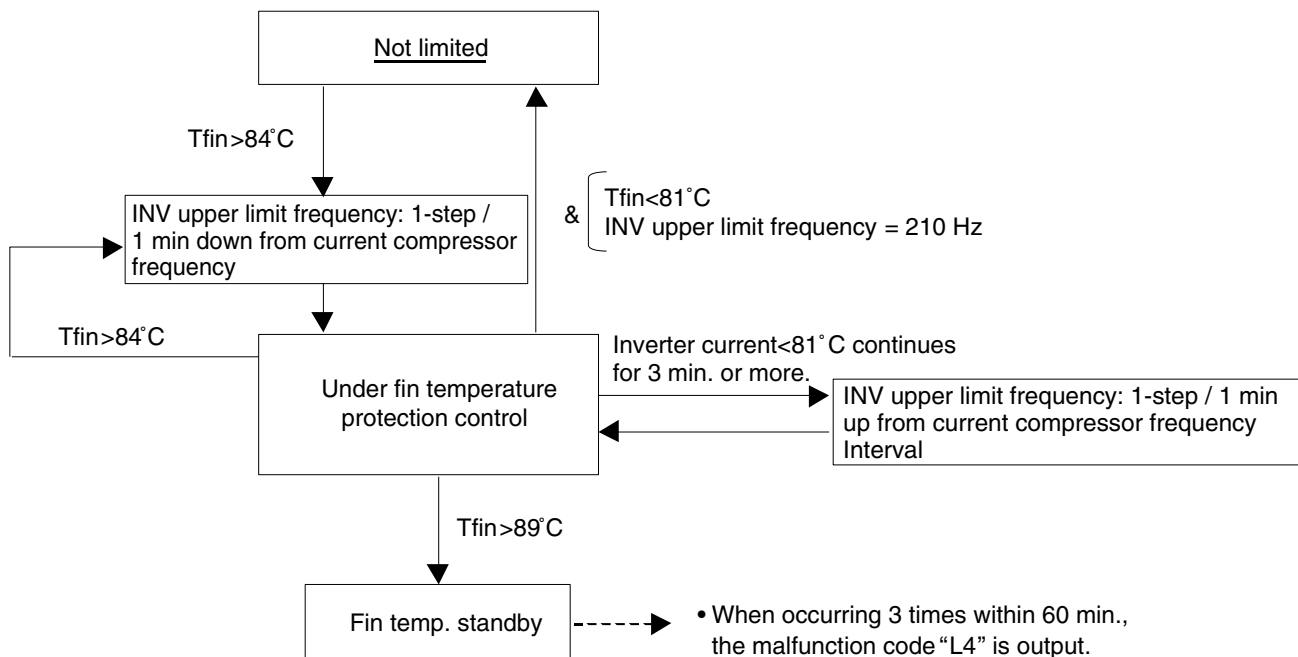 Not limited
Tfin>84˚C
&
Tfin<81˚C
INV upper limit frequency = 210 Hz
INV upper limit frequency: 1-step /
1 min down from current compressor
frequency
Tfin>84˚C
Under fin temperature
protection control
Inverter current<81˚C continues
for 3 min. or more.
INV upper limit frequency: 1-step / 1 min
up from current compressor frequency
Interval
Tfin>89˚C
Fin temp. standby
• When occurring 3 times within 60 min.,
the malfunction code “L4” is output.